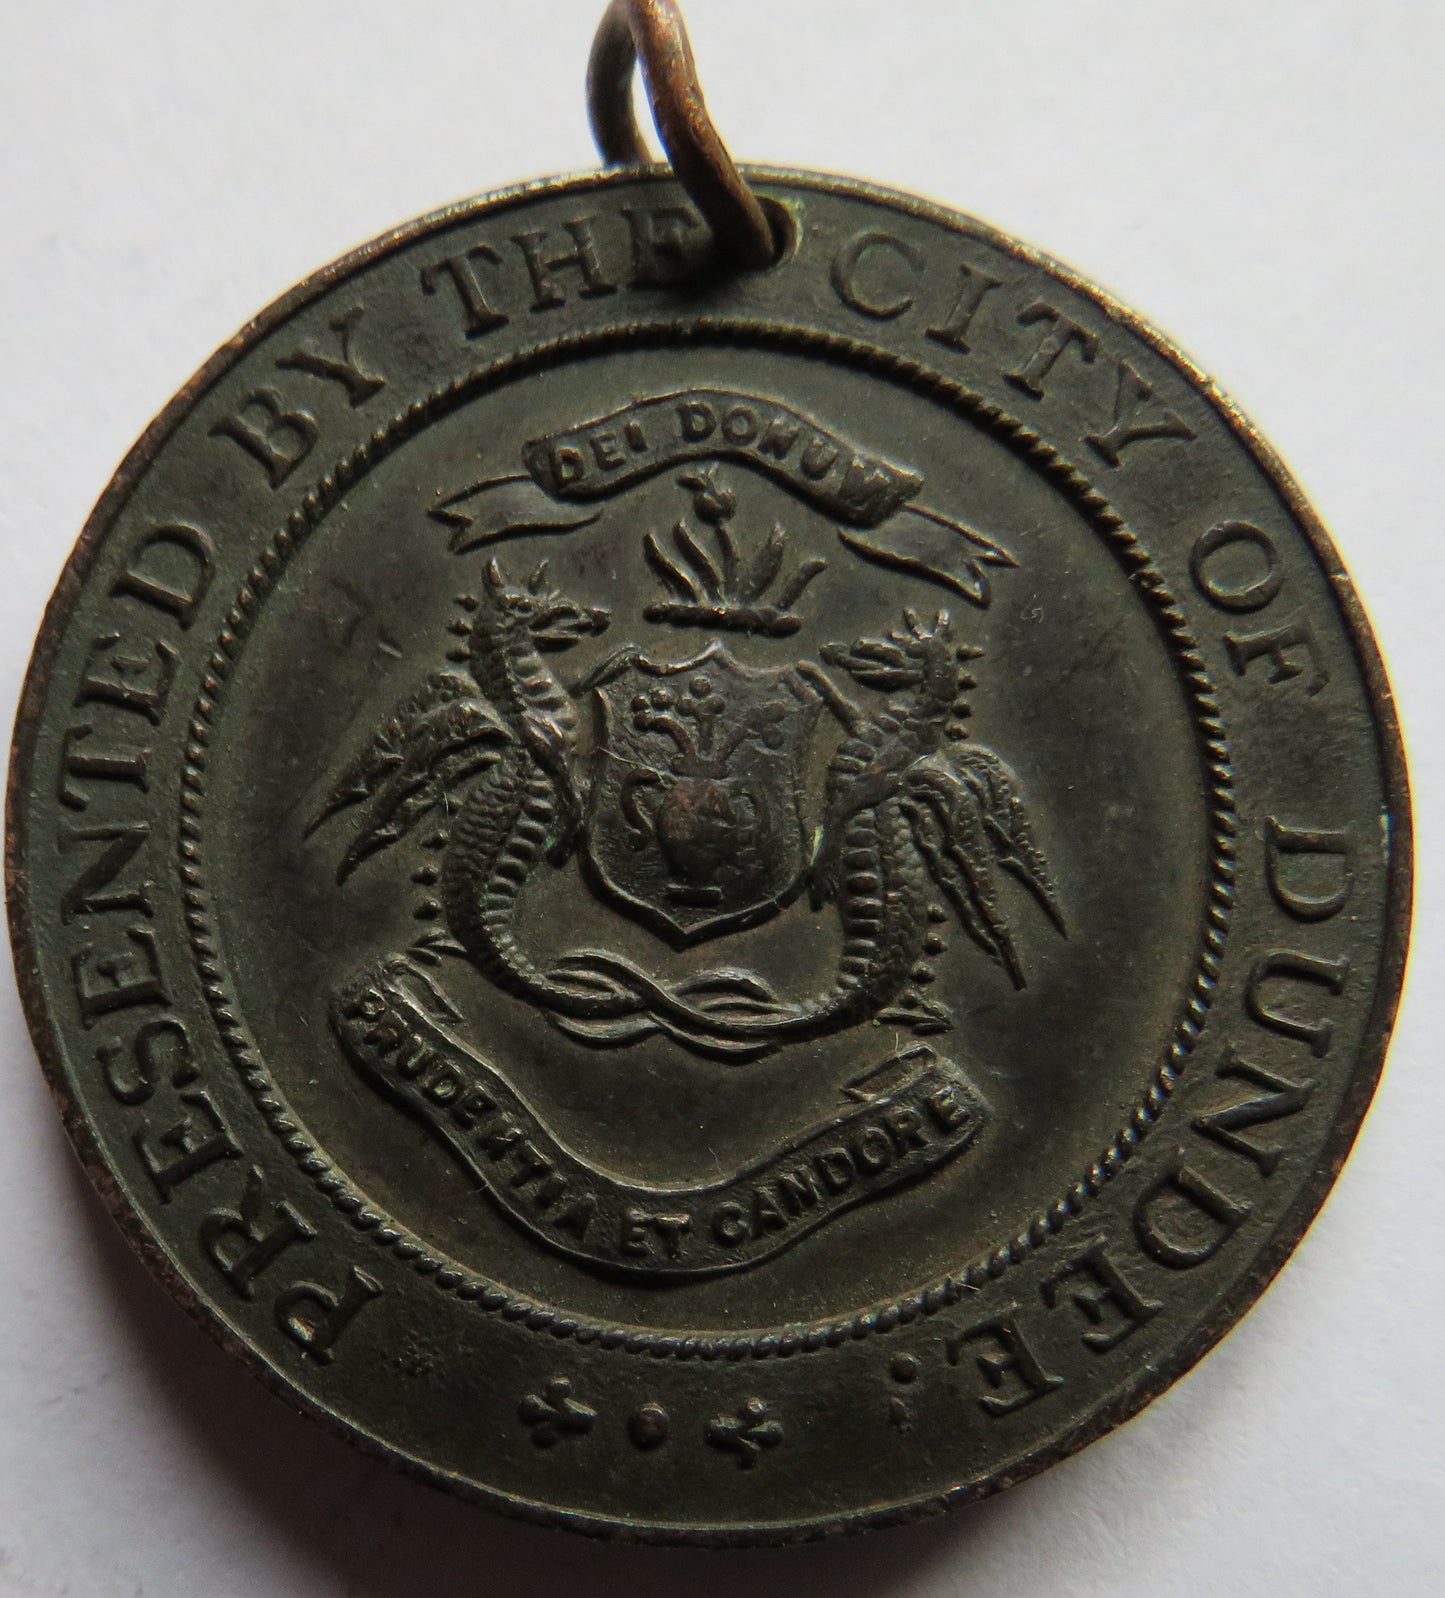 PRESENTED BY THE CITY OF DUNDEE.
DEI DONUM
PRUDENTIA ET CANDORE